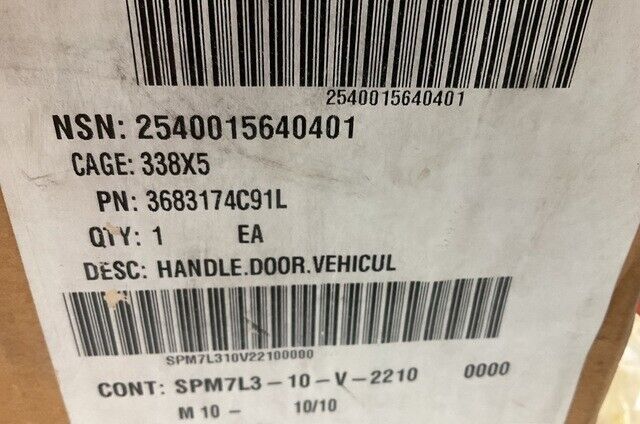 2540015640401
NSN: 2540015640401
CAGE: 338X5
PN: 3683174C91L
QTY: 1 EA
DESC: HANDLE.DOOR.VEHICUL
SPM7L310V22100000
CONT: SPM7L3-10-V-2210 0000
M 10- 10/10